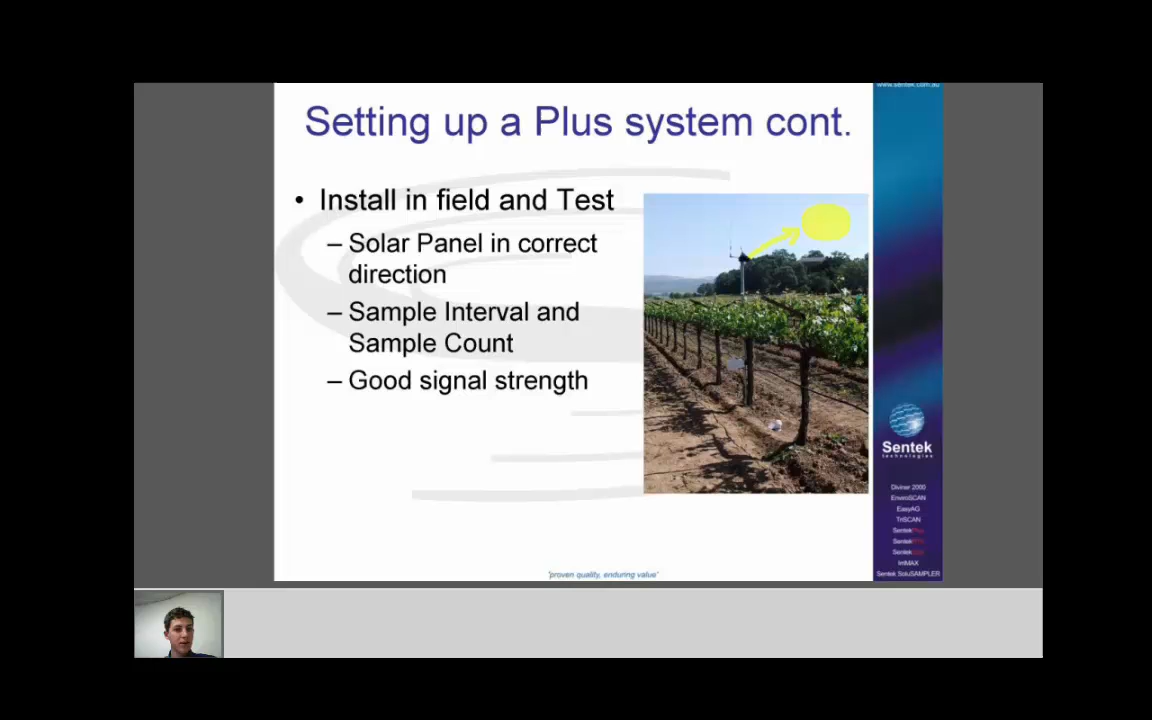 www.sentek.com.au
Setting up a Plus system cont.
• Install in field and Test
– Solar Panel in correct
direction
– Sample Interval and
Sample Count
– Good signal strength
Sentek
technologies
Diviner 2000
EnviroSCAN
EasyAG
TriSCAN
Sentek
Sentek
Sentek
IrriMAX
Sentek SoluSAMPLER
'proven quality, enduring value'